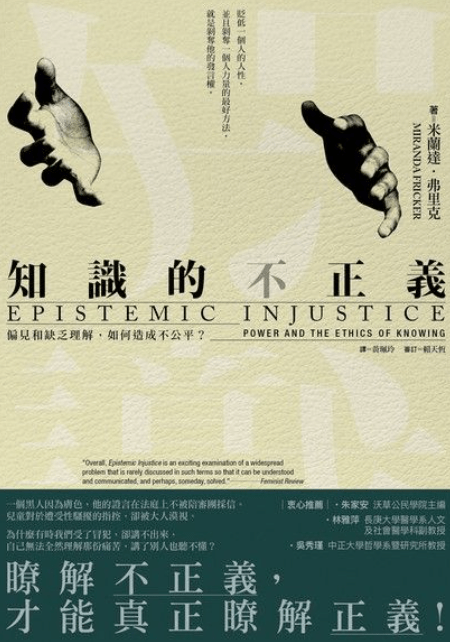 貶低一個人的人性，
並且剝奪一個人力量的最好方法，
就是剝奪他的發言權。
著＝米蘭達・弗里克
MIRANDA FRICKER
知識的不正義
EPISTEMIC INJUSTICE
偏見和缺乏理解，如何造成不公平？
POWER AND THE ETHICS OF KNOWING
譯＝黃珮玲 審訂＝賴天恆
"Overall, Epistemic Injustice is an exciting examination of a widespread
problem that is rarely discussed in such terms so that it can be understood
and communicated, and perhaps, someday, solved." ——Feminist Review
一個黑人因為膚色，他的證言在法庭上不被陪審團採信。
兒童對於遭受性騷擾的指控，卻被大人漠視。
為什麼有時我們受了冒犯，卻講不出來，
自己無法全然理解那份痛苦，講了別人也聽不懂？
｜衷心推薦｜・朱家安 沃草公民學院主編
・林雅萍 長庚大學醫學系人文
及社會醫學科副教授
・吳秀瑾 中正大學哲學系暨研究所教授
瞭解不正義，
才能真正瞭解正義！